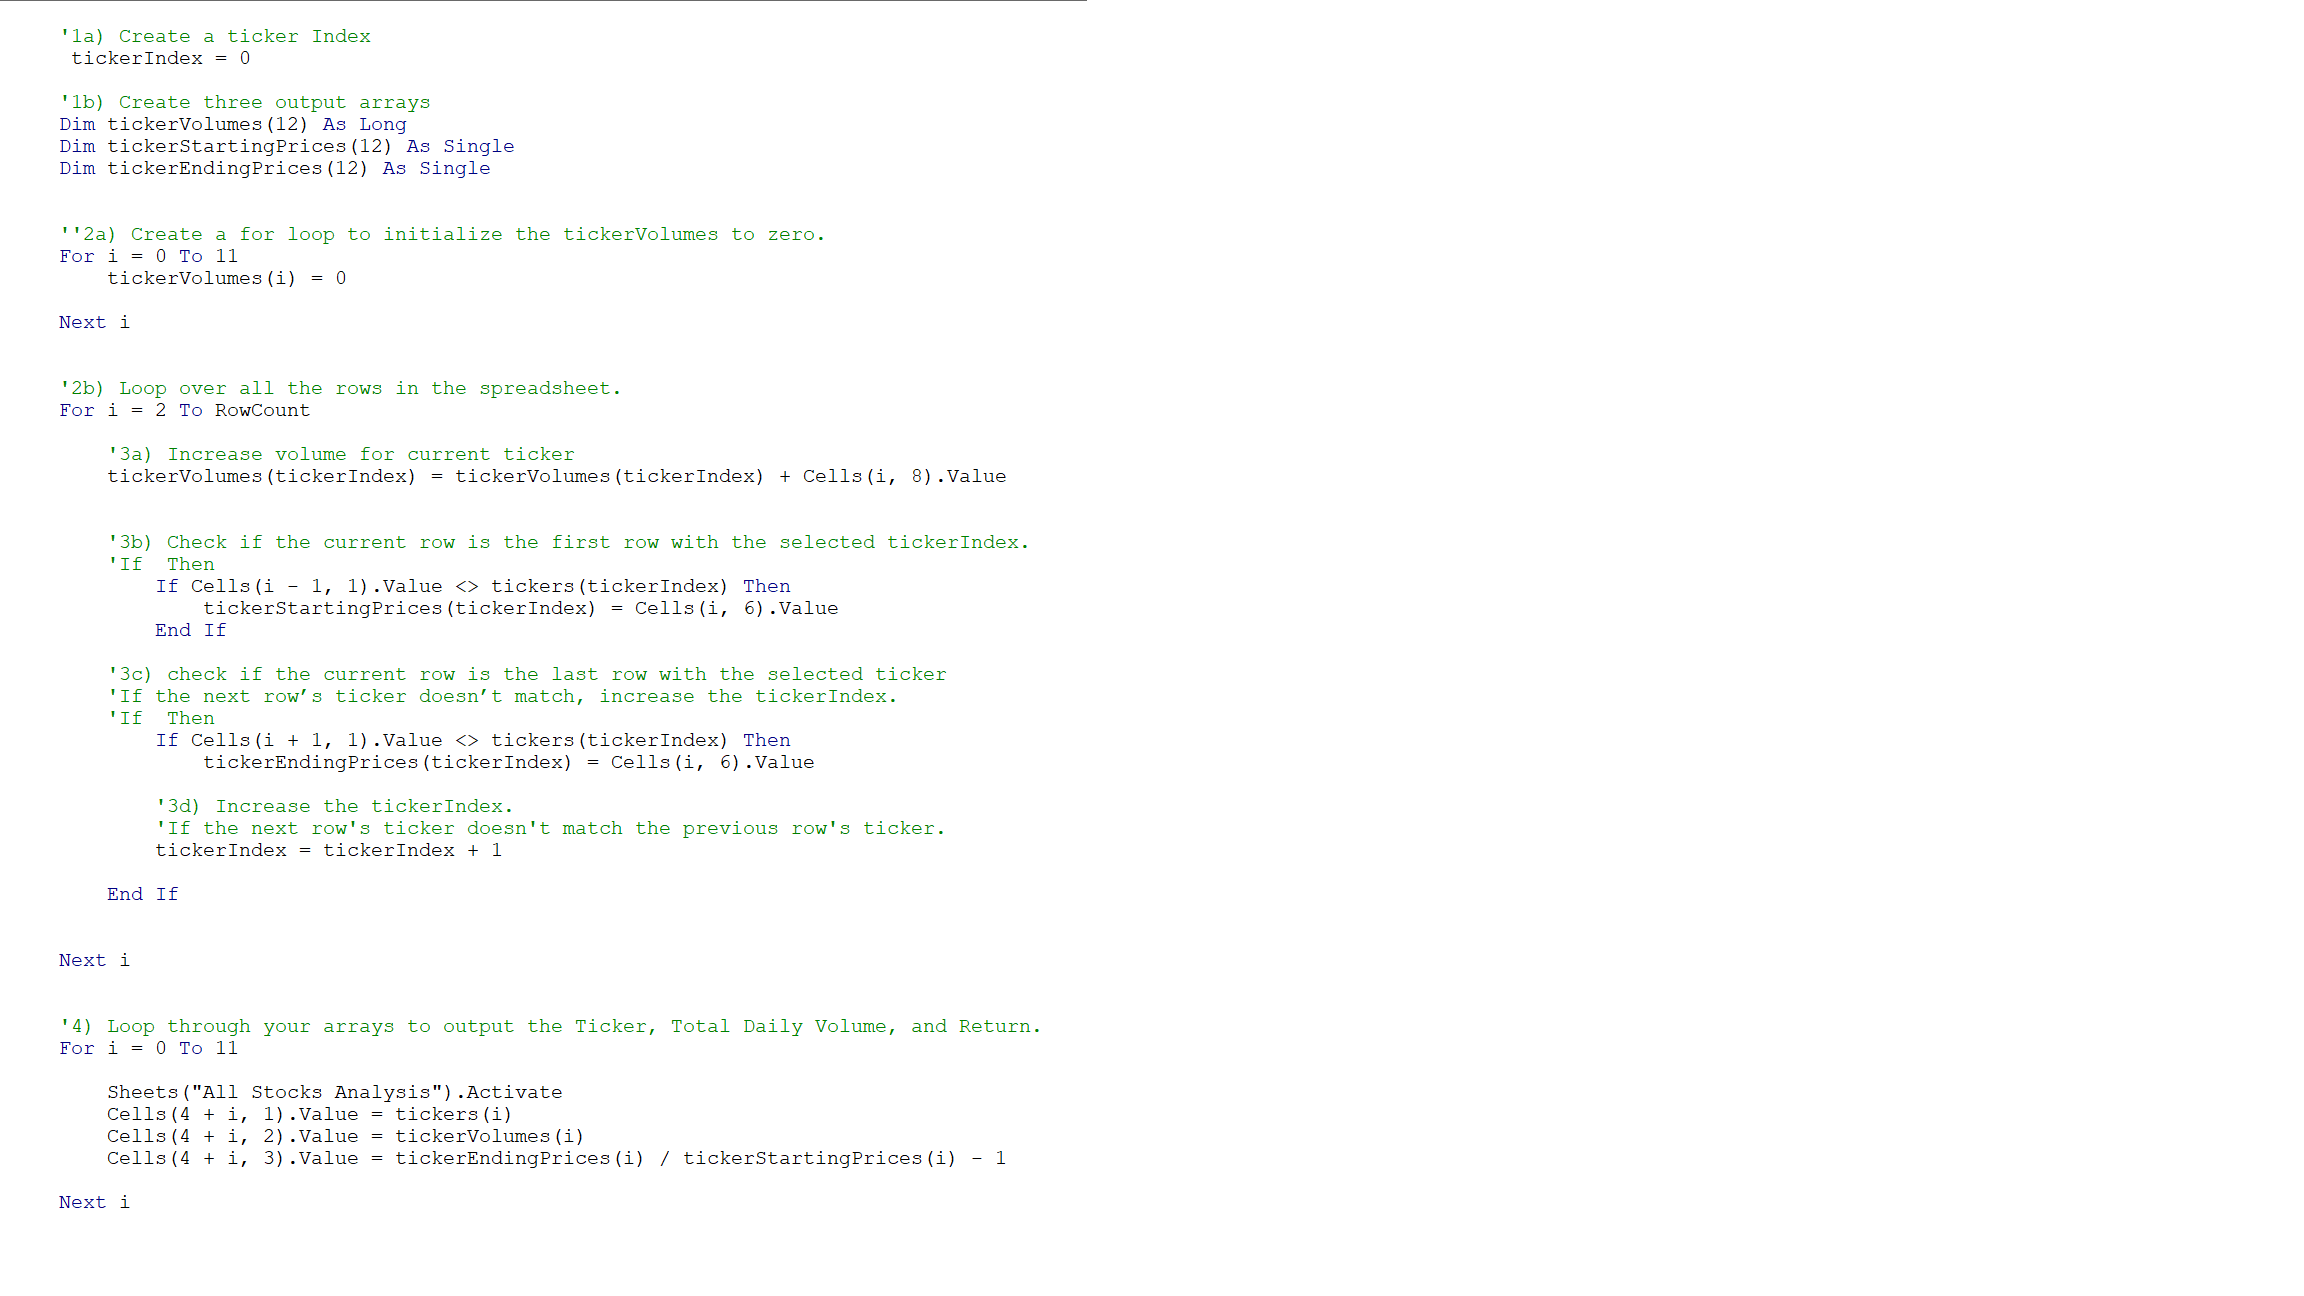 '1a) Create a ticker Index
tickerIndex = 0
'1b) Create three output arrays
Dim tickerVolumes(12) As Long
Dim tickerStartingPrices(12) As Single
Dim tickerEndingPrices(12) As Single
''2a) Create a for loop to initialize the tickerVolumes to zero.
For i = 0 To 11
tickerVolumes(i) = 0
Next i
'2b) Loop over all the rows in the spreadsheet.
For i = 2 To RowCount
'3a) Increase volume for current ticker
tickerVolumes(tickerIndex) = tickerVolumes(tickerIndex) + Cells(i, 8).Value
'3b) Check if the current row is the first row with the selected tickerIndex.
'If  Then
If Cells(i - 1, 1).Value <> tickers(tickerIndex) Then
tickerStartingPrices(tickerIndex) = Cells(i, 6).Value
End If
'3c) check if the current row is the last row with the selected ticker
'If the next row’s ticker doesn’t match, increase the tickerIndex.
'If  Then
If Cells(i + 1, 1).Value <> tickers(tickerIndex) Then
tickerEndingPrices(tickerIndex) = Cells(i, 6).Value
'3d) Increase the tickerIndex.
'If the next row's ticker doesn't match the previous row's ticker.
tickerIndex = tickerIndex + 1
End If
Next i
'4) Loop through your arrays to output the Ticker, Total Daily Volume, and Return.
For i = 0 To 11
Sheets("All Stocks Analysis").Activate
Cells(4 + i, 1).Value = tickers(i)
Cells(4 + i, 2).Value = tickerVolumes(i)
Cells(4 + i, 3).Value = tickerEndingPrices(i) / tickerStartingPrices(i) - 1
Next i